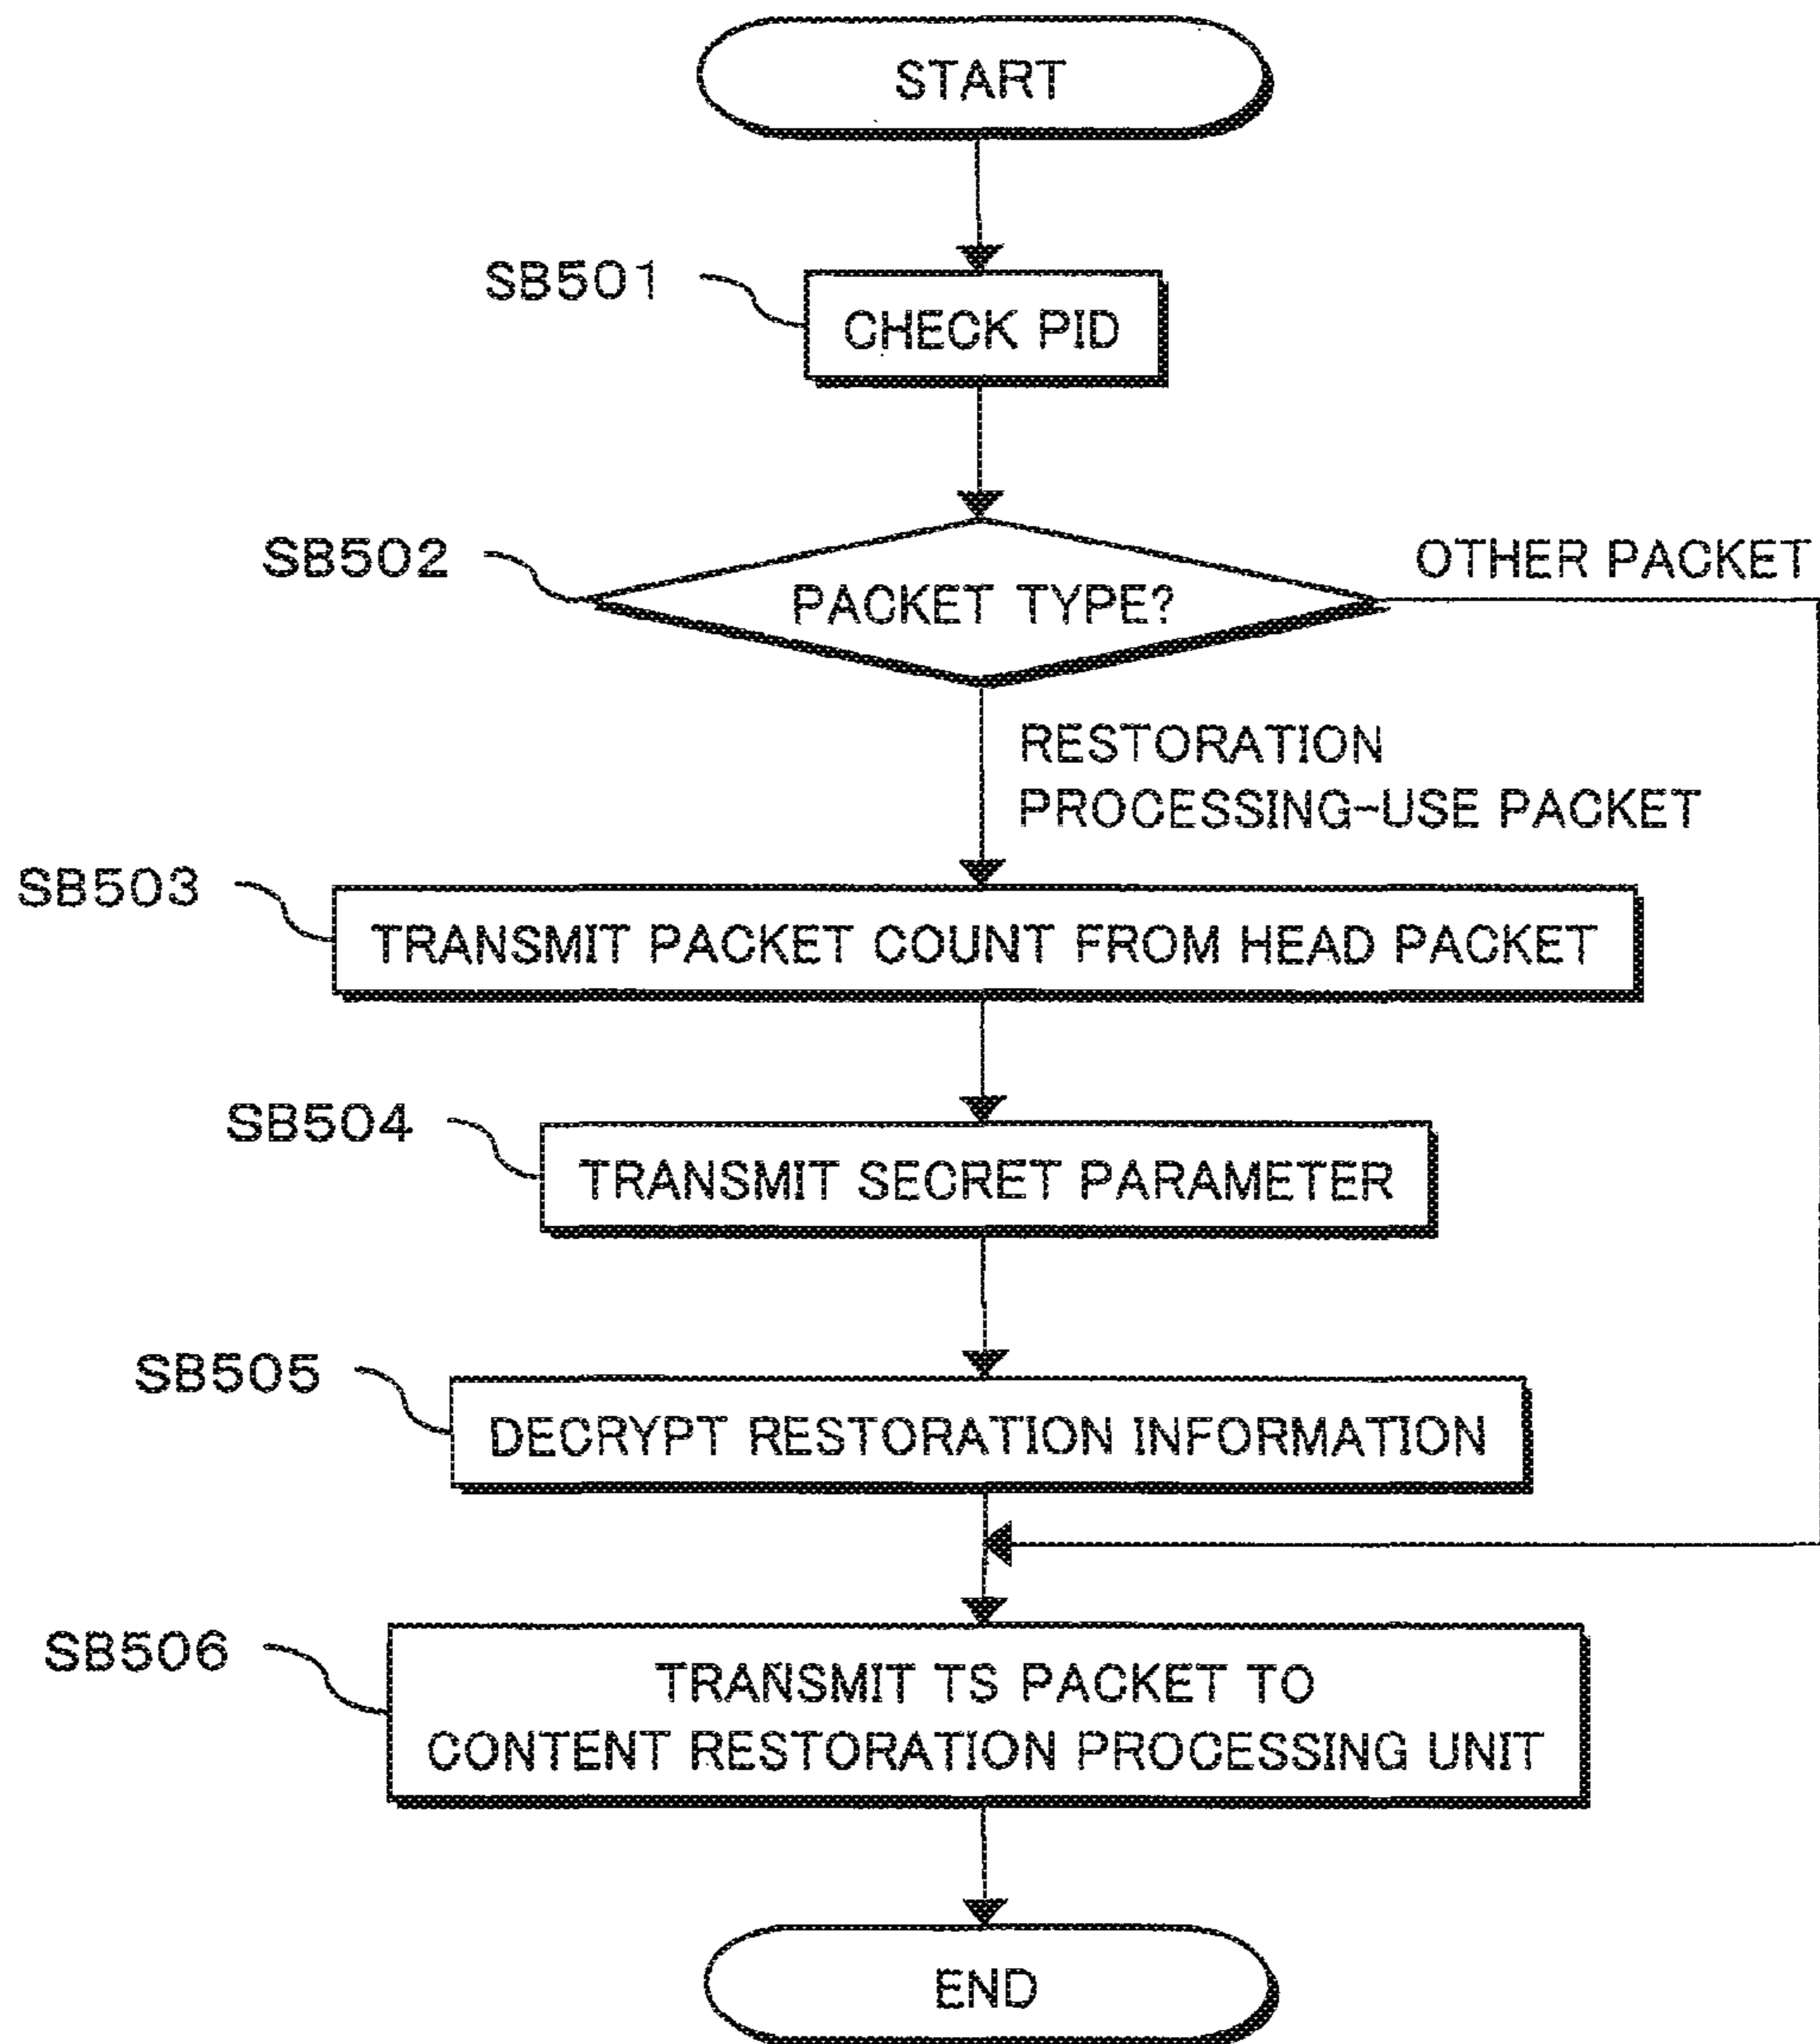 START
SB501
CHECK PID
SB502
OTHER PACKET
PACKET TYPE?
RESTORATION
PROCESSING-USE PACKET
SB503
TRANSMIT PACKET COUNT FROM HEAD PACKET
SB504
TRANSMIT SECRET PARAMETER
SB505
DECRYPT RESTORATION INFORMATION
SB506
TRANSMIT TS PACKET TO
CONTENT RESTORATION PROCESSING UNIT
END